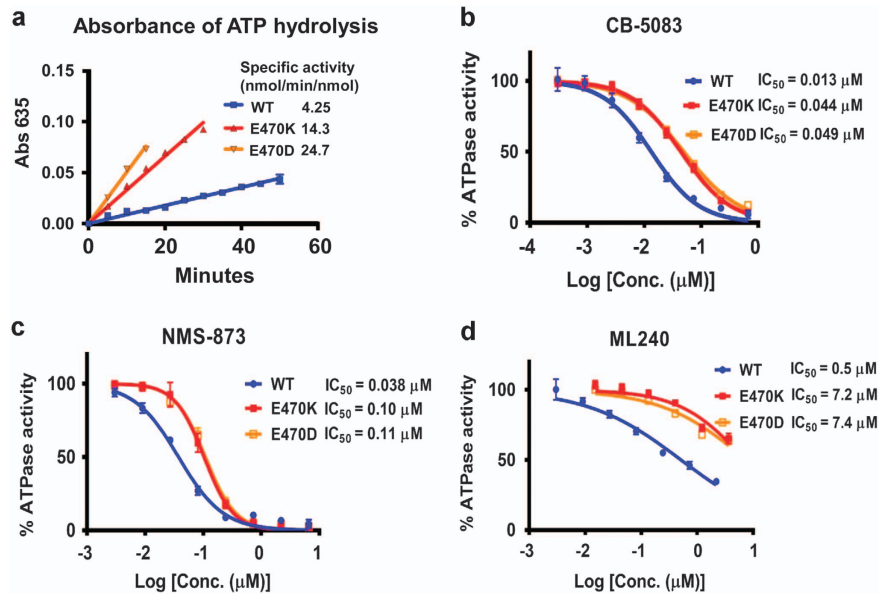 a
Absorbance of ATP hydrolysis
Specific activity
(nmol/min/nmol)
WT 4.25
E470K 14.3
E470D 24.7
Abs 635
0.15
0.10
0.05
0.00
0 20 40 60
Minutes
b
CB-5083
WT IC50 = 0.013 μM
E470K IC50 = 0.044 μM
E470D IC50 = 0.049 μM
% ATPase activity
100
50
0
-4 -3 -2 -1 0
Log [Conc. (μM)]
c
NMS-873
WT IC50 = 0.038 μM
E470K IC50 = 0.10 μM
E470D IC50 = 0.11 μM
% ATPase activity
100
50
0
-3 -2 -1 0 1
Log [Conc. (μM)]
d
ML240
WT IC50 = 0.5 μM
E470K IC50 = 7.2 μM
E470D IC50 = 7.4 μM
% ATPase activity
100
50
0
-3 -2 -1 0 1
Log [Conc. (μM)]